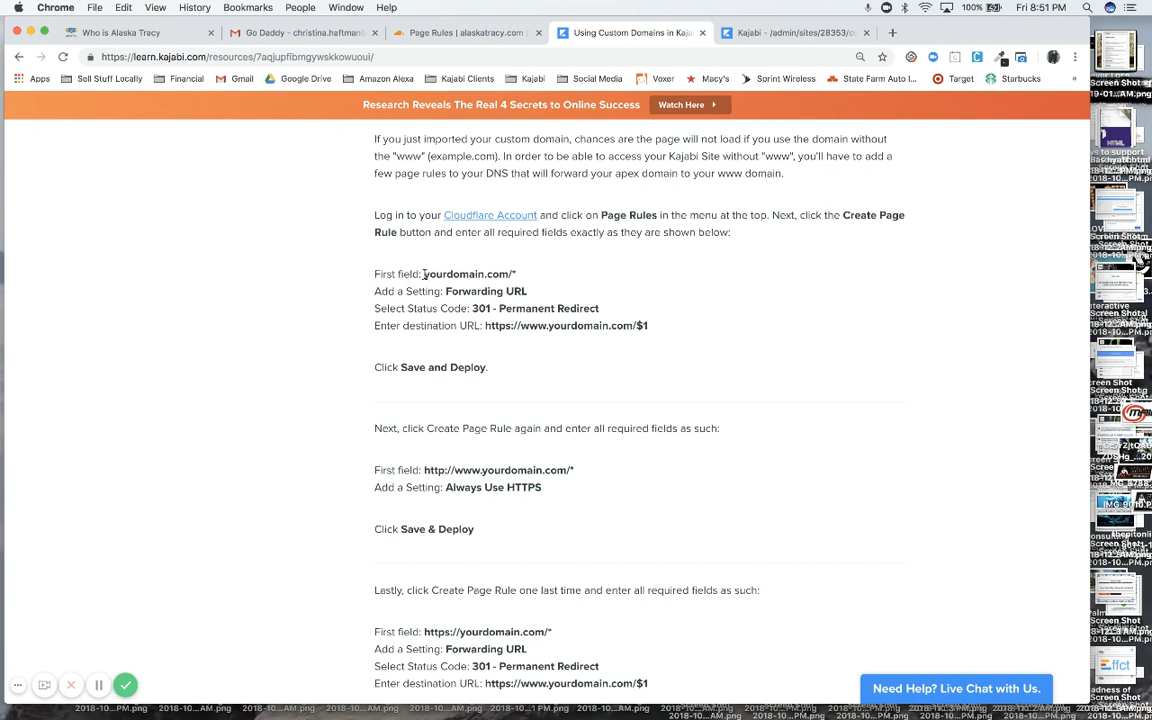 Chrome File Edit View History Bookmarks People Window Help 100% Fri 8:51 PM
Who is Alaska Tracy × Go Daddy - christina.haftman@ × Page Rules | alaskatracy.com | × Using Custom Domains in Kaja × Kajabi - /admin/sites/28353/cu ×
https://learn.kajabi.com/
Apps Sell Stuff Locally Financial Gmail Google Drive Amazon Alexa Kajabi Clients Kajabi Social Media Voxer Macy's Sprint Wireless State Farm Auto I... Target Starbucks »
Research Reveals The Real 4 Secrets to Online Success Watch Here
If you just imported your custom domain, chances are the page will not load if you use the domain without
the "www" (example.com). In order to be able to access your Kajabi Site without "www", you'll have to add a
few page rules to your DNS that will forward your apex domain to your www domain.
Log in to your Cloudflare Account and click on Page Rules in the menu at the top. Next, click the Create Page
Rule button and enter all required fields exactly as they are shown below:
First field: yourdomain.com/*
Add a Setting: Forwarding URL
Select Status Code: 301 - Permanent Redirect
Enter destination URL: https://www.yourdomain.com/$1
Click Save and Deploy.
Next, click Create Page Rule again and enter all required fields as such:
First field: http://www.yourdomain.com/*
Add a Setting: Always Use HTTPS
Click Save & Deploy
Lastly, click Create Page Rule one last time and enter all required fields as such:
First field: https://yourdomain.com/*
Add a Setting: Forwarding URL
Select Status Code: 301 - Permanent Redirect
Enter destination URL: https://www.yourdomain.com/$1
Need Help? Live Chat with Us.